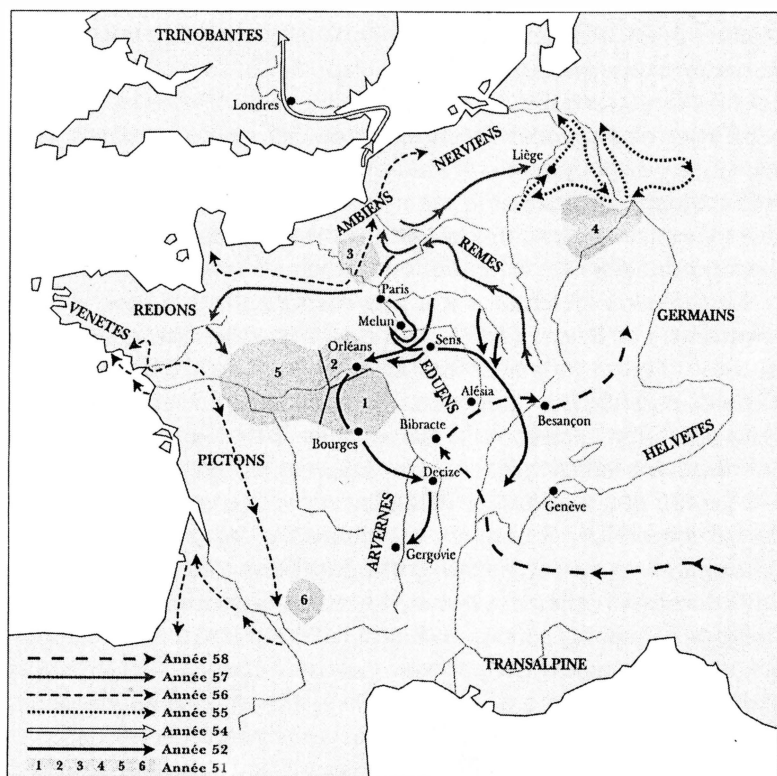 TRINOBANTES
Londres
NERVIENS
Liège
AMBIENS
4
3
REMES
Paris
REDONS
GERMAINS
VENETES
Melun
Orléans
Sens
2
5
EDUENS
Alésia
1
Besançon
Bibracte
Bourges
HELVETES
PICTONS
Decize
Genève
ARVERNES
Gergovie
6
TRANSALPINE
Année 58
Année 57
Année 56
Année 55
Année 54
Année 52
1 2 3 4 5 6 Année 51